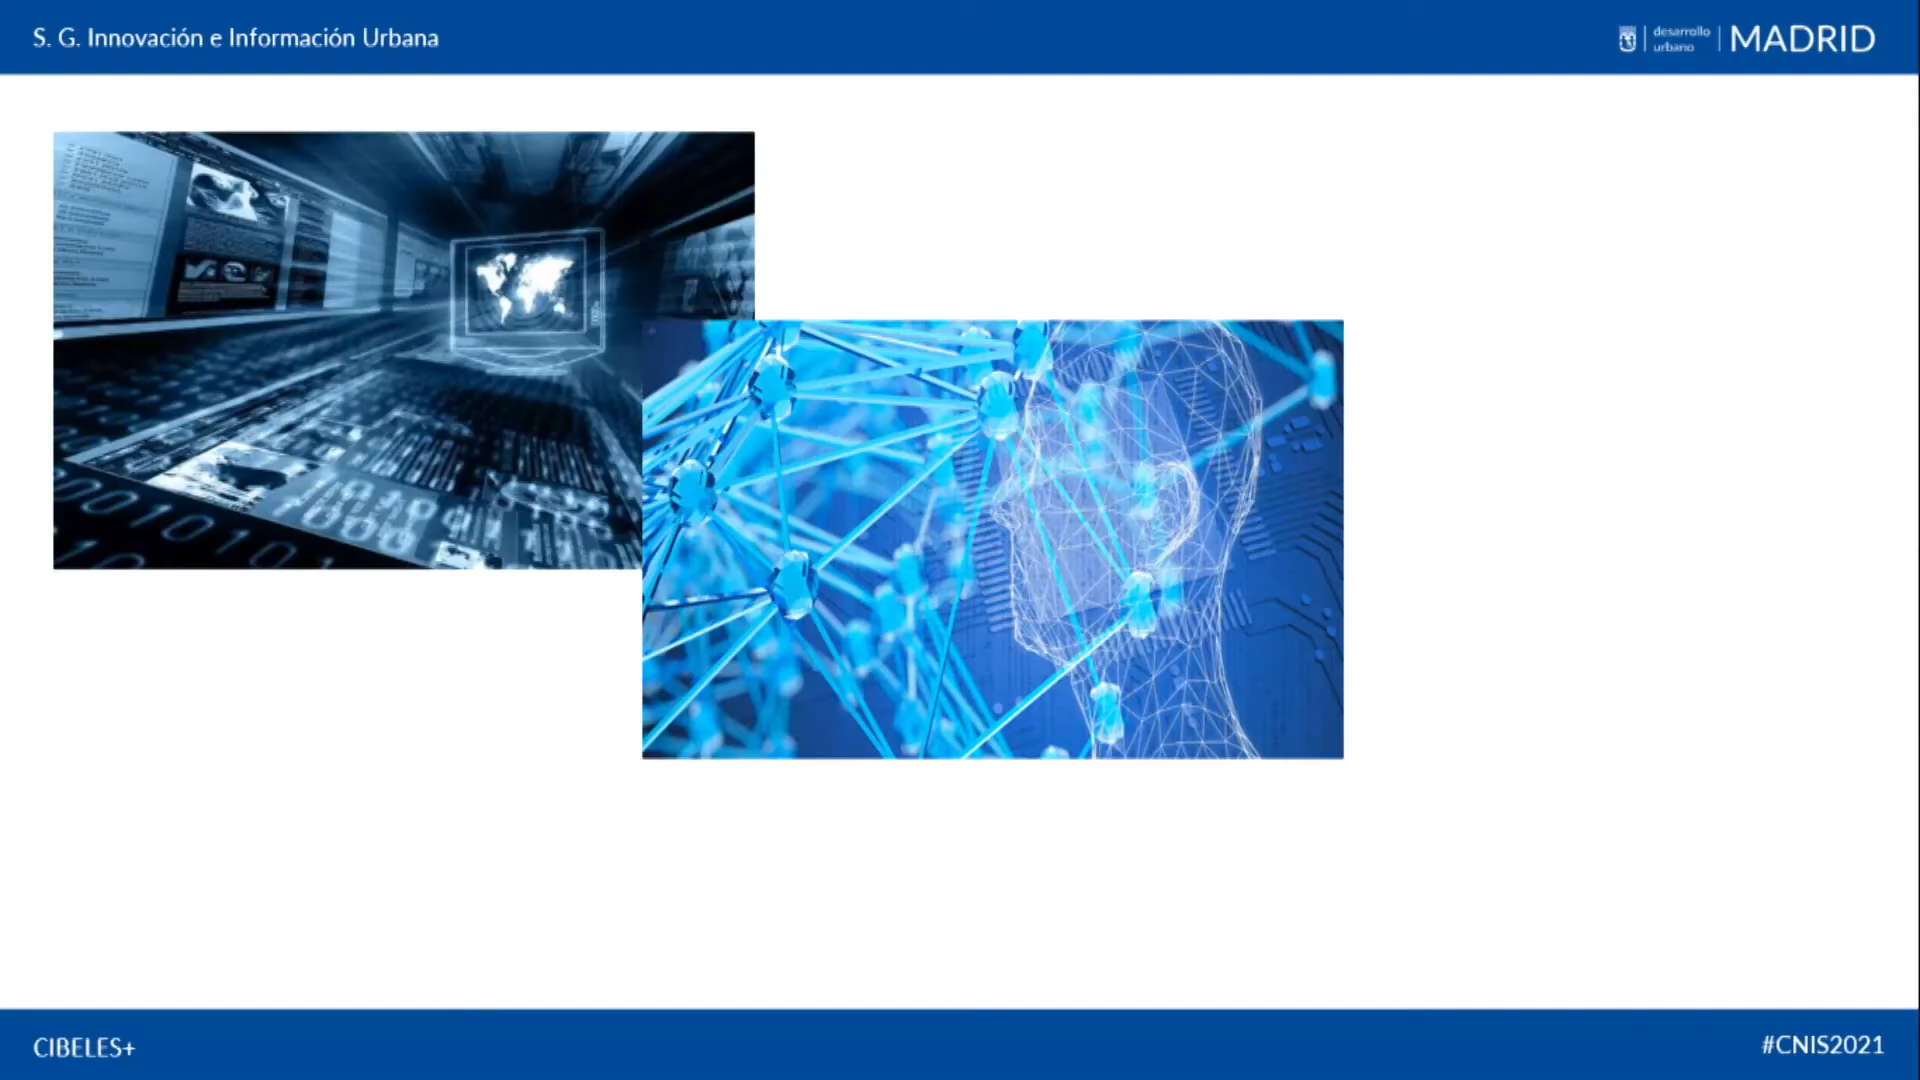 S. G. Innovación e Información Urbana
desarrollo
urbano
MADRID
CIBELES+
#CNIS2021